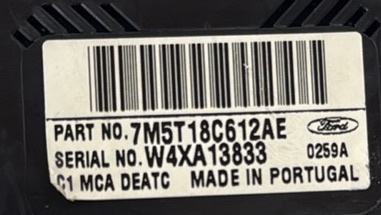 PART NO.7M5T18C612AE Ford
SERIAL NO.W4XA13833 0259A
C1 MCA DEATC MADE IN PORTUGAL